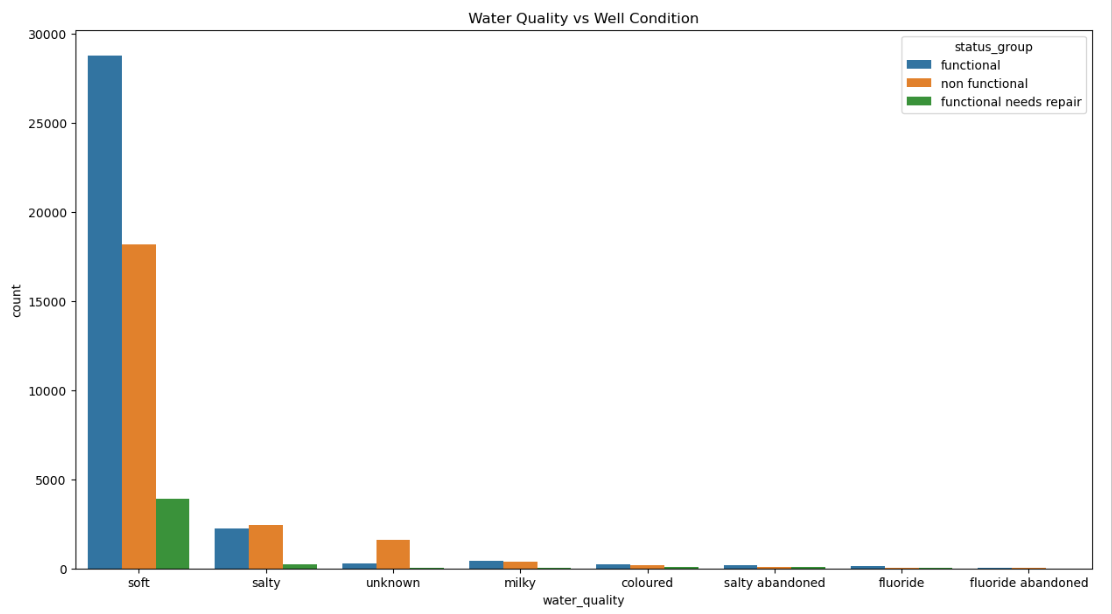 Water Quality vs Well Condition
status_group
functional
non functional
functional needs repair
30000
25000
20000
15000
10000
5000
0
count
soft
salty
unknown
milky
coloured
salty abandoned
fluoride
fluoride abandoned
water_quality